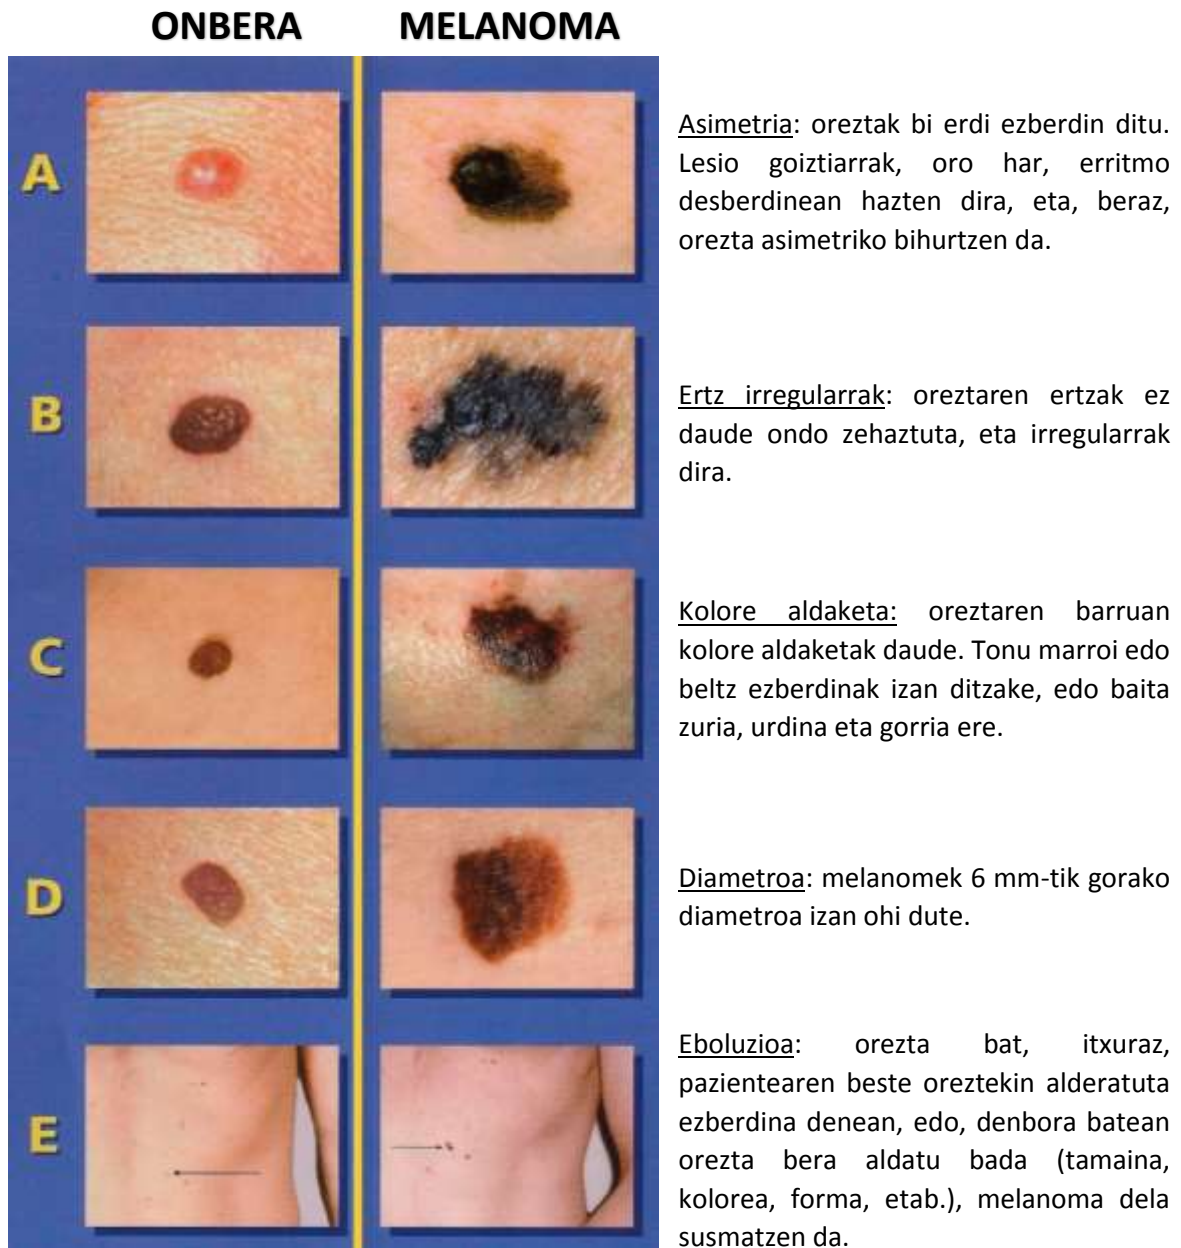 ONBERA MELANOMA
A
Asimetria: oreztak bi erdi ezberdin ditu.
Lesio goiztiarrak, oro har, erritmo
desberdinean hazten dira, eta, beraz,
orezta asimetriko bihurtzen da.
B
Ertz irregularrak: oreztaren ertzak ez
daude ondo zehaztuta, eta irregularrak
dira.
C
Kolore aldaketa: oreztaren barruan
kolore aldaketak daude. Tonu marroi edo
beltz ezberdinak izan ditzake, edo baita
zuria, urdina eta gorria ere.
D
Diametroa: melanomek 6 mm-tik gorako
diametroa izan ohi dute.
E
Eboluzioa: orezta bat, itxuraz,
pazientearen beste oreztekin alderatuta
ezberdina denean, edo, denbora batean
orezta bera aldatu bada (tamaina,
kolorea, forma, etab.), melanoma dela
susmatzen da.